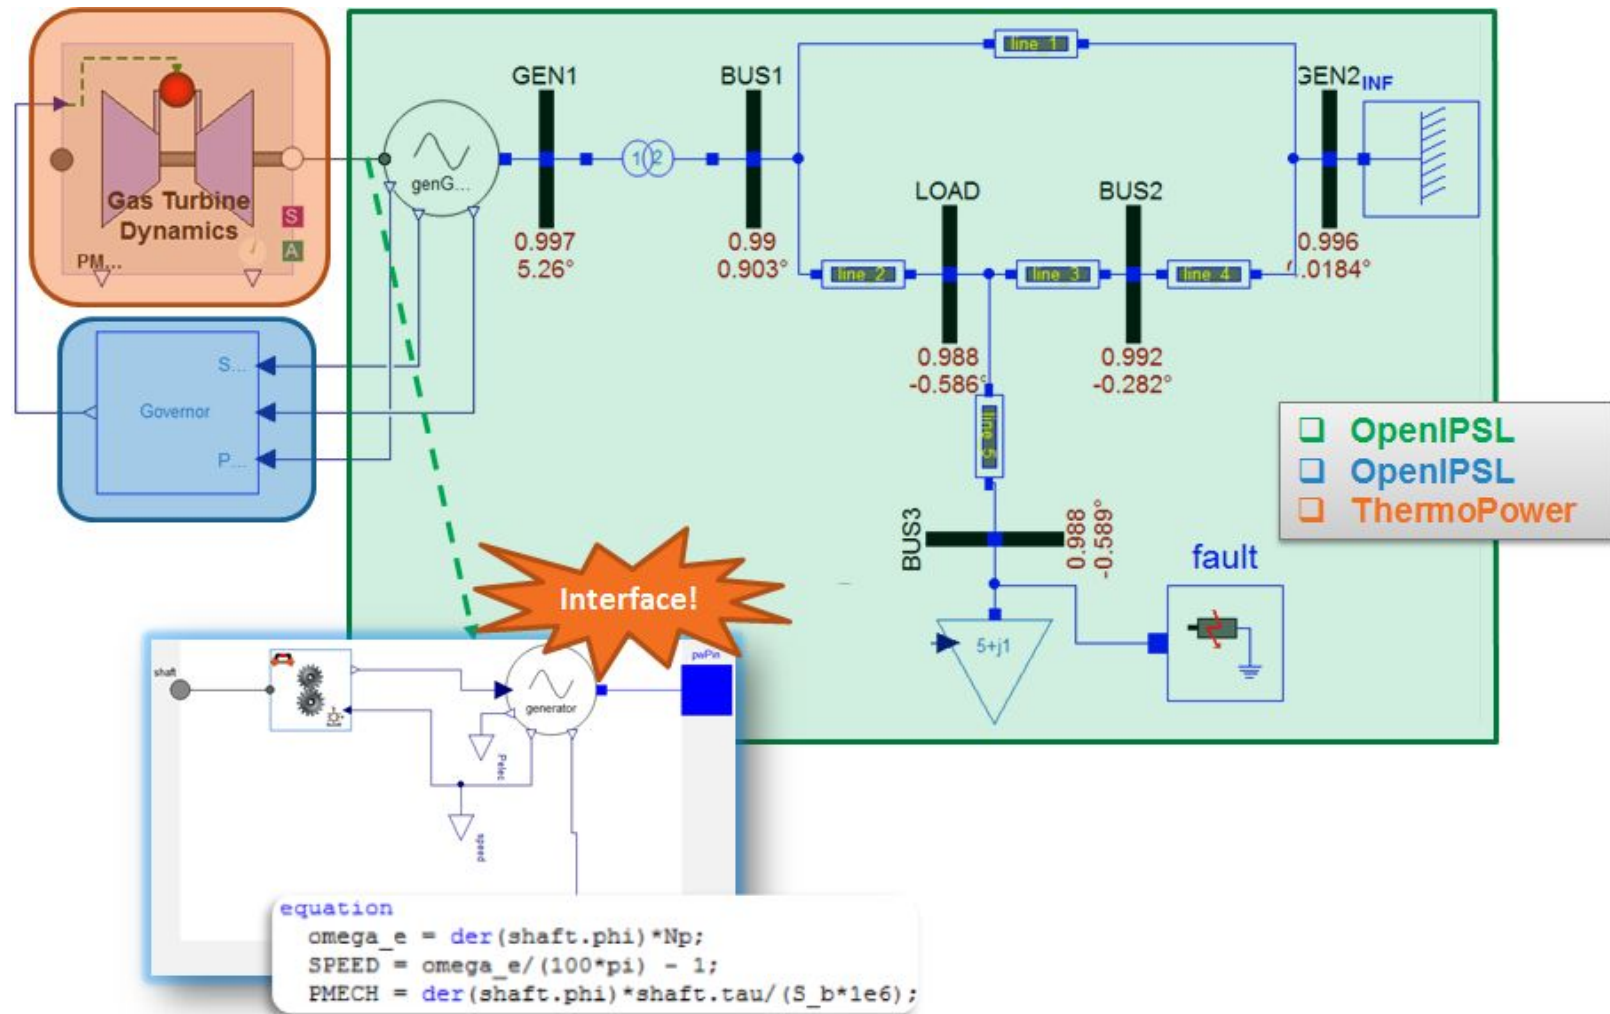 GEN1
BUS1
line_1
GEN2
INF
genG...
1
2
Gas Turbine
Dynamics
S
A
PM...
0.997
5.26°
0.99
0.903°
LOAD
BUS2
0.996
.0184°
line_2
line_3
line_4
0.988
-0.586°
0.992
-0.282°
S...
Governor
P...
line_5
OpenIPSL
OpenIPSL
ThermoPower
BUS3
0.988
-0.589°
fault
Interface!
5+j1
shaft
pwPin
generator
Pelec
speed
equation
omega_e = der(shaft.phi)*Np;
SPEED = omega_e/(100*pi) - 1;
PMECH = der(shaft.phi)*shaft.tau/(S_b*1e6);